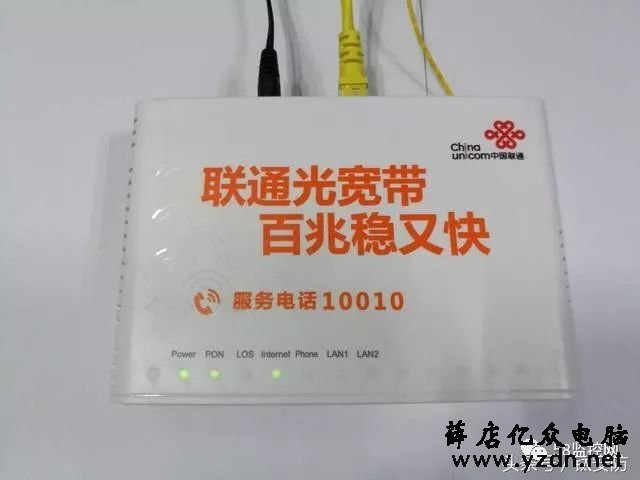 China
unicom中国联通
联通光宽带
百兆稳又快
服务电话10010
Power PON LOS Internet Phone LAN1 LAN2
薛店亿众电脑
www.yzdn.net